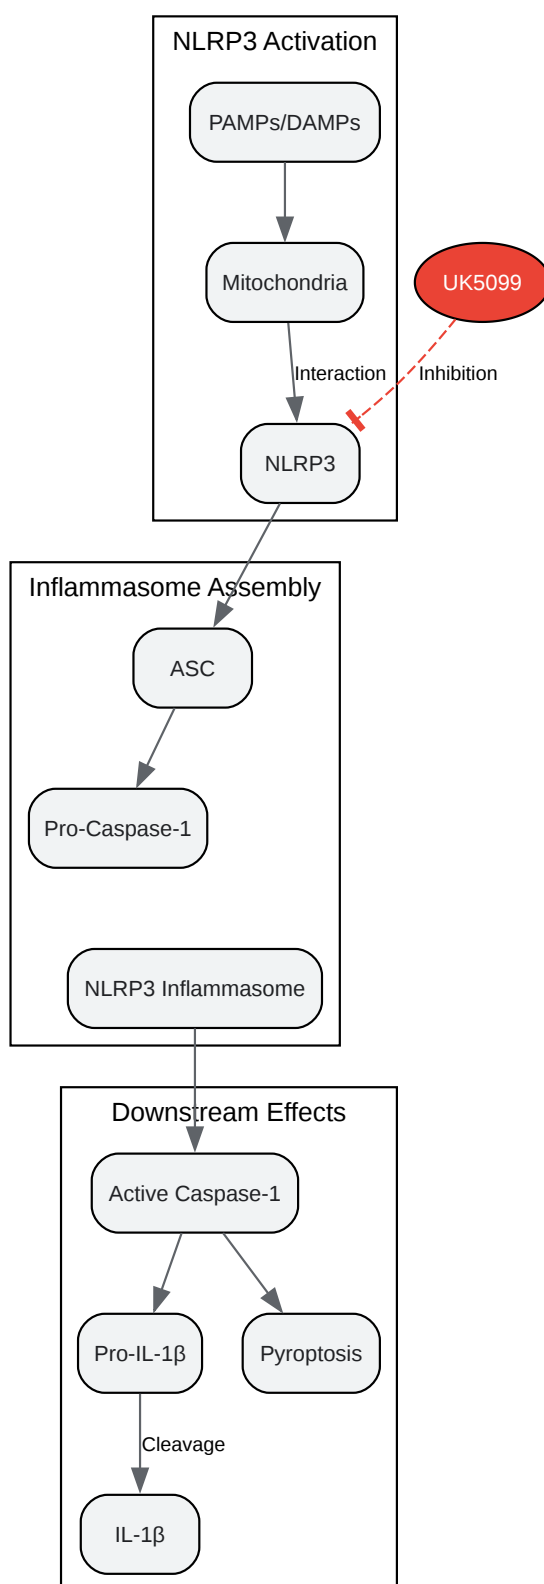 NLRP3 Activation
PAMPs/DAMPs
Mitochondria
UK5099
Interaction
Inhibition
NLRP3
Inflammasome Assembly
ASC
Pro-Caspase-1
NLRP3 Inflammasome
Downstream Effects
Active Caspase-1
Pro-IL-1β
Pyroptosis
Cleavage
IL-1β